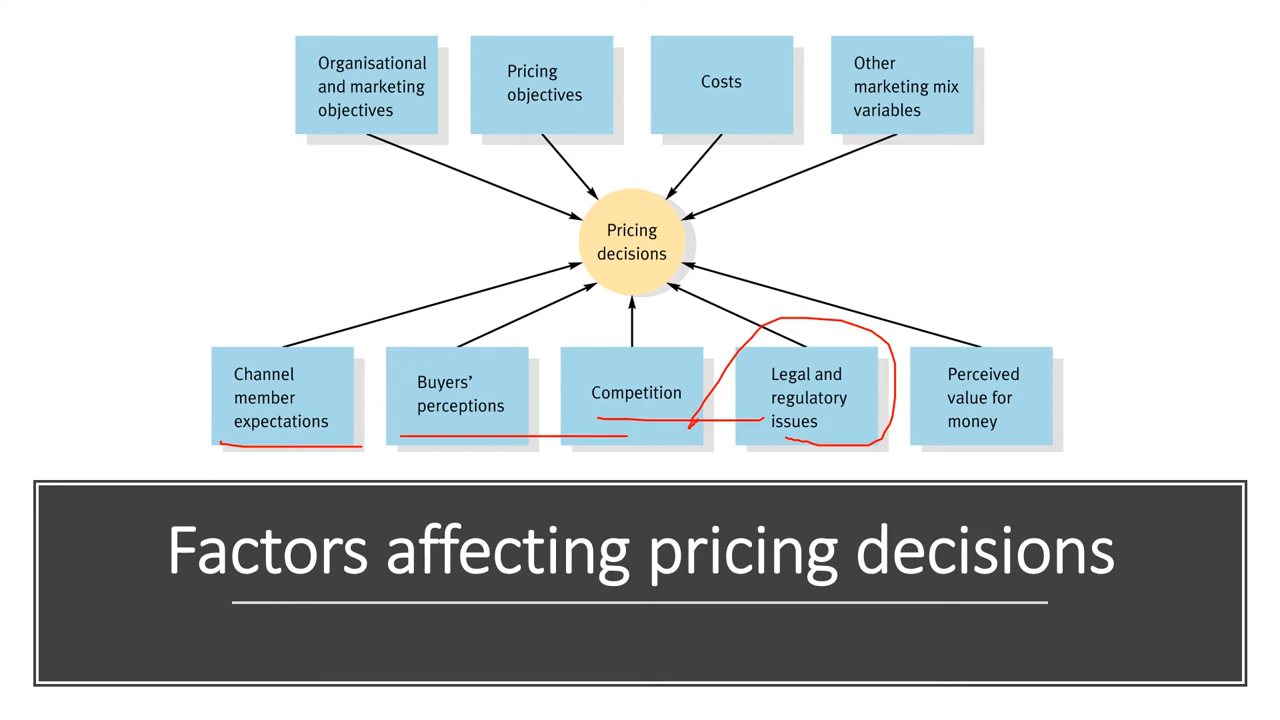 Organisational
and marketing
objectives
Pricing
objectives
Costs
Other
marketing mix
variables
Pricing
decisions
Channel
member
expectations
Buyers’
perceptions
Competition
Legal and
regulatory
issues
Perceived
value for
money
Factors affecting pricing decisions